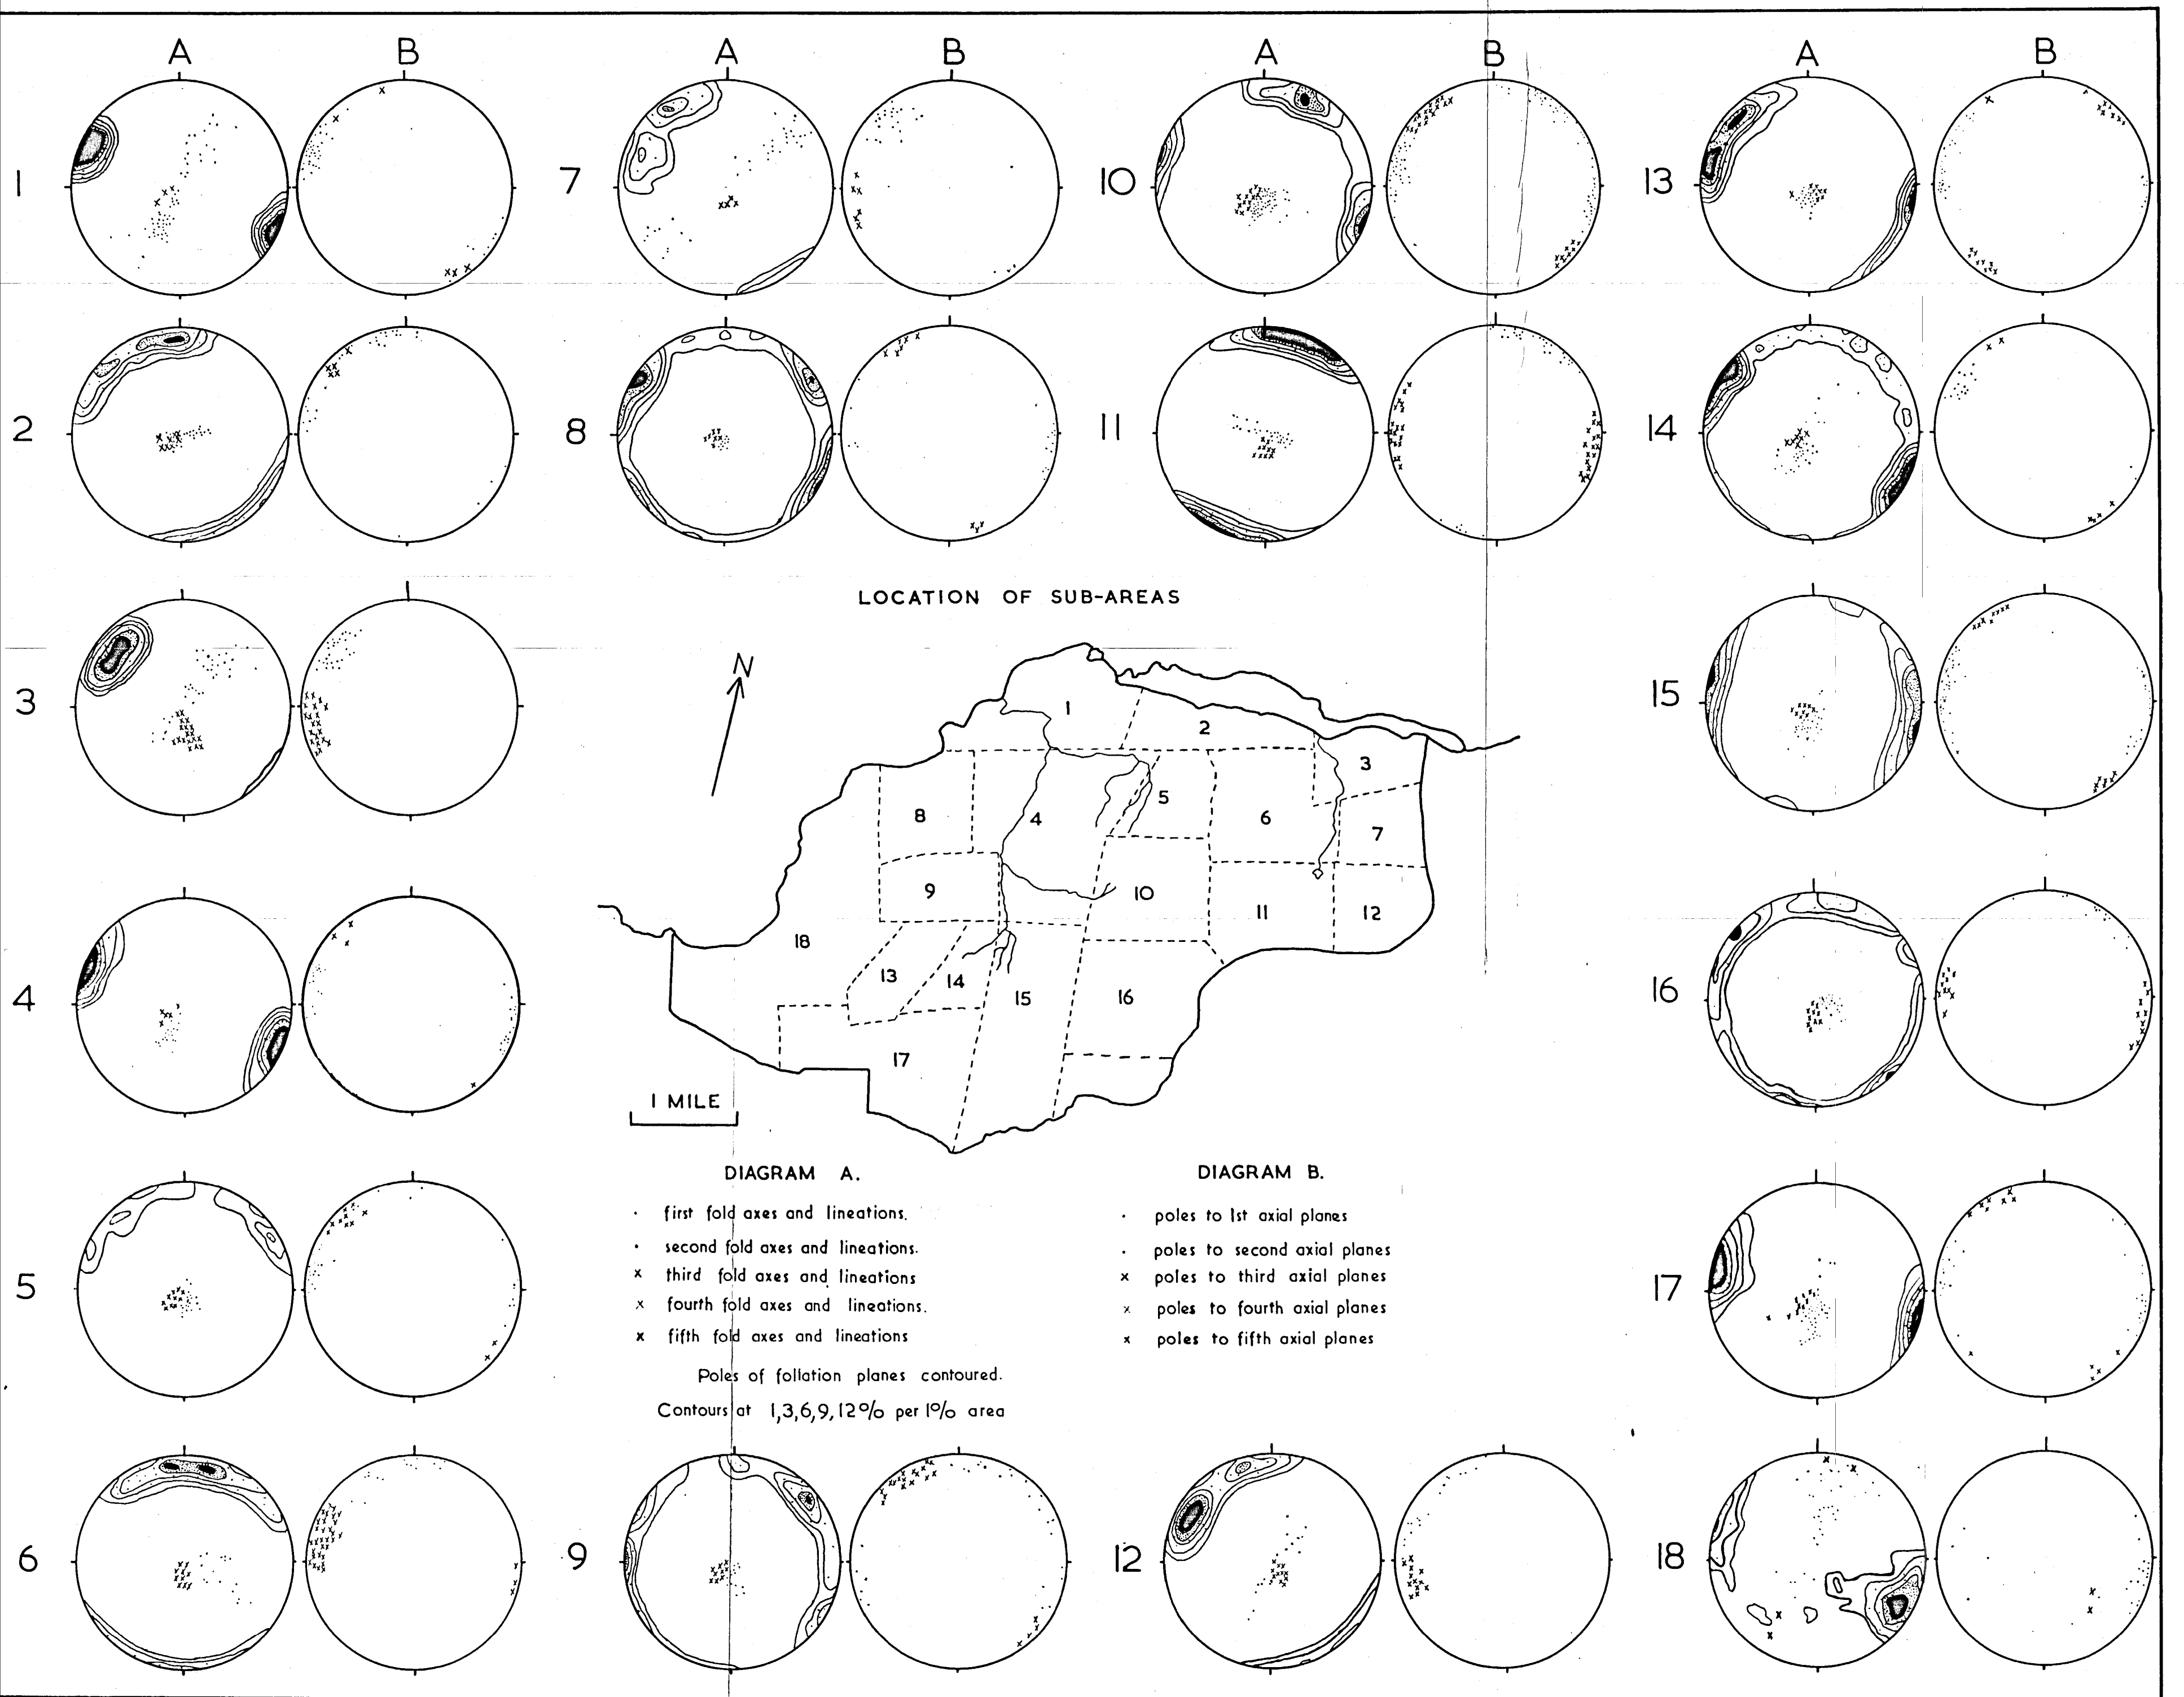 A B A B A B A B
1 7 10 13
2 8 11 14
LOCATION OF SUB-AREAS
N
3 15
1
2
3
8 4 5 6 7
9 10 11 12
4 18 16
13 14 15 16
17
1 MILE
DIAGRAM A. DIAGRAM B.
. first fold axes and lineations. . poles to 1st axial planes
. second fold axes and lineations. . poles to second axial planes
x third fold axes and lineations x poles to third axial planes
x fourth fold axes and lineations. x poles to fourth axial planes
x fifth fold axes and lineations x poles to fifth axial planes
5 17
Poles of foliation planes contoured.
Contours at 1,3,6,9,12% per 1% area
6 9 12 18